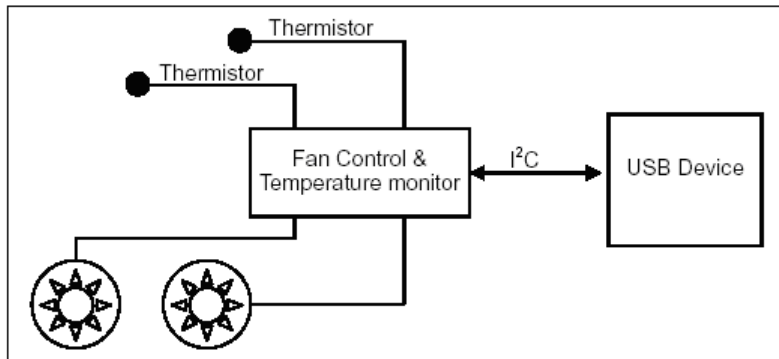 Thermistor
Thermistor
Fan Control &
Temperature monitor
I²C
USB Device